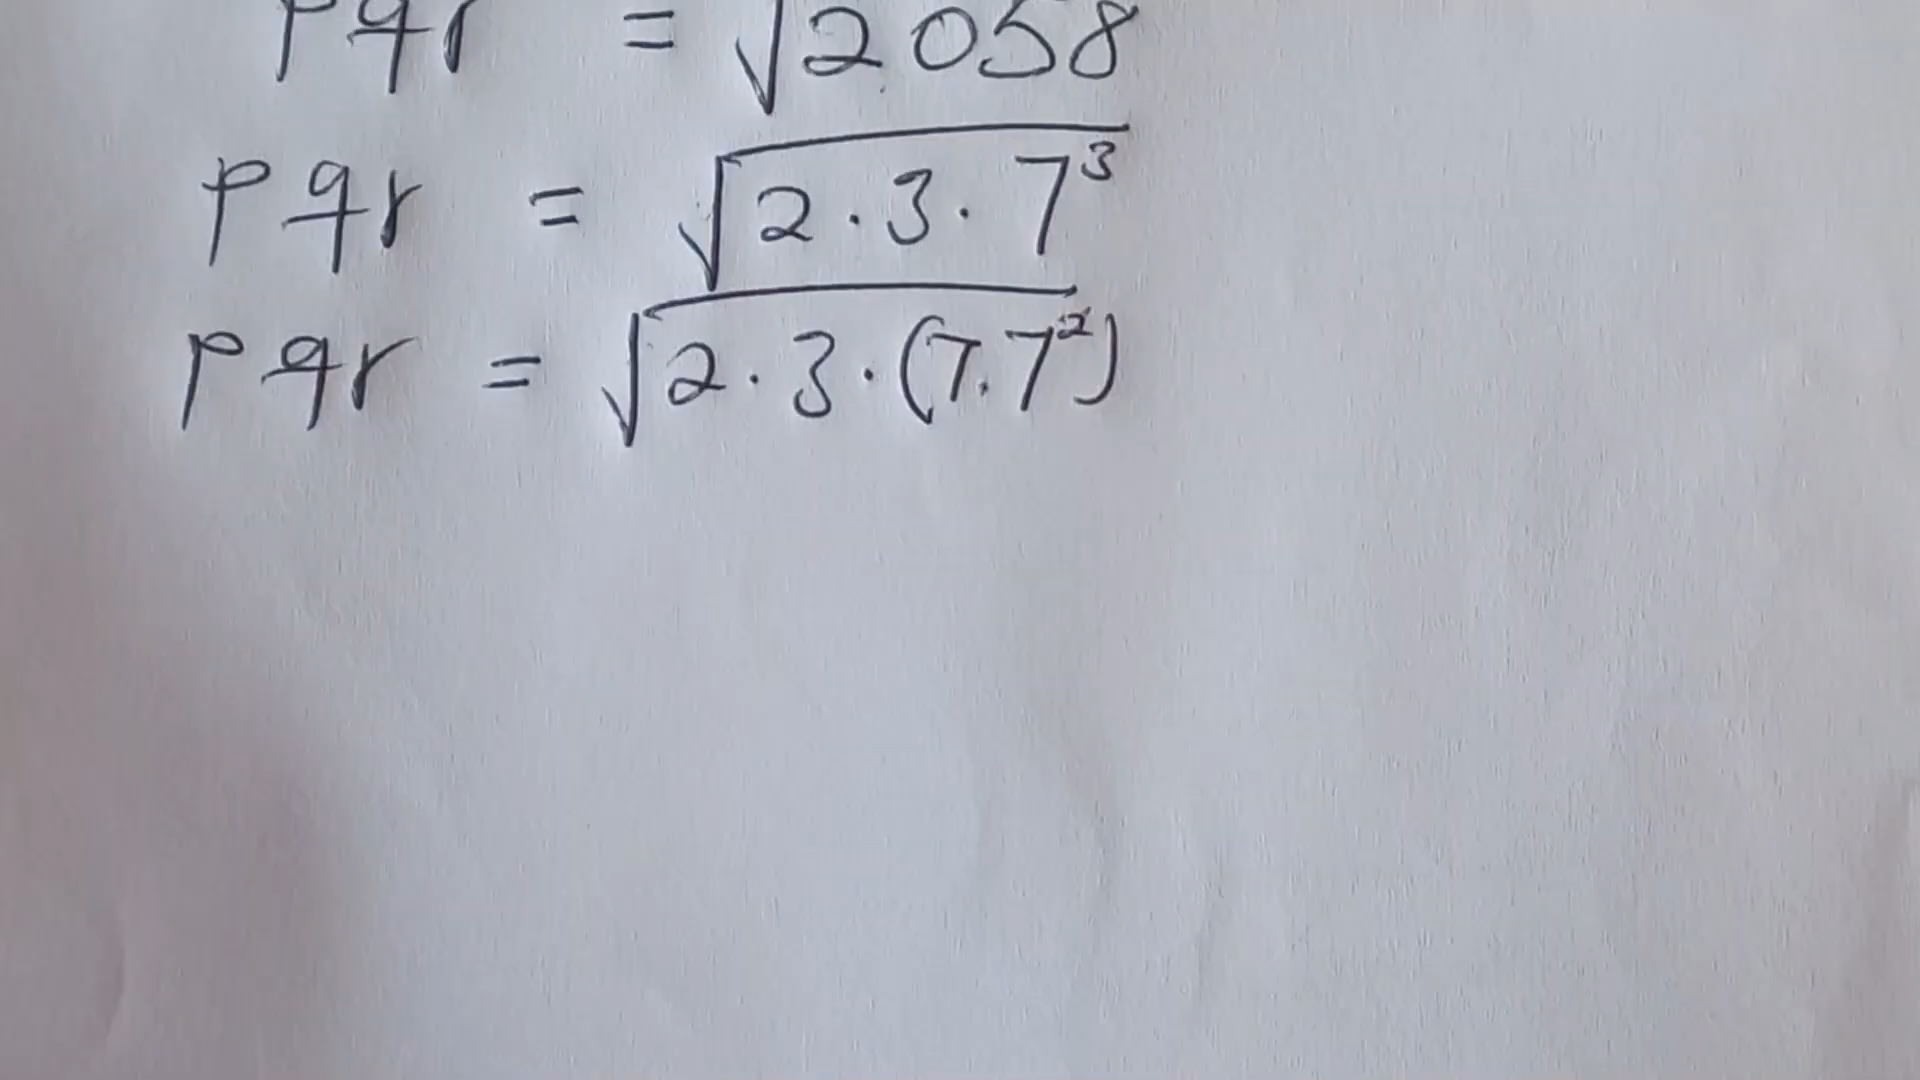 pqr = √2058
pqr = √2·3·7³
pqr = √2·3·(7.7²)